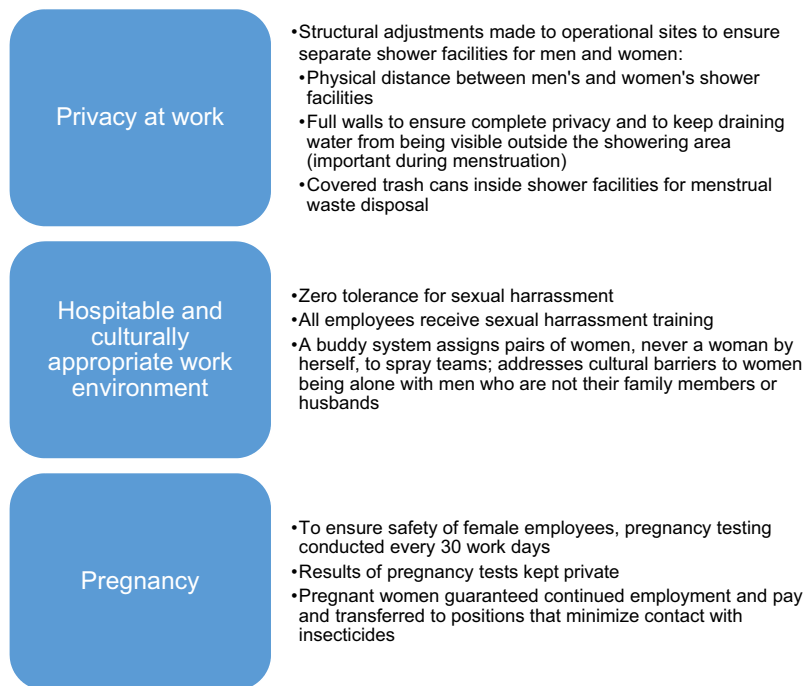 Privacy at work
•Structural adjustments made to operational sites to ensure
separate shower facilities for men and women:
•Physical distance between men's and women's shower
facilities
•Full walls to ensure complete privacy and to keep draining
water from being visible outside the showering area
(important during menstruation)
•Covered trash cans inside shower facilities for menstrual
waste disposal
Hospitable and
culturally
appropriate work
environment
•Zero tolerance for sexual harrassment
•All employees receive sexual harrassment training
•A buddy system assigns pairs of women, never a woman by
herself, to spray teams; addresses cultural barriers to women
being alone with men who are not their family members or
husbands
Pregnancy
•To ensure safety of female employees, pregnancy testing
conducted every 30 work days
•Results of pregnancy tests kept private
•Pregnant women guaranteed continued employment and pay
and transferred to positions that minimize contact with
insecticides